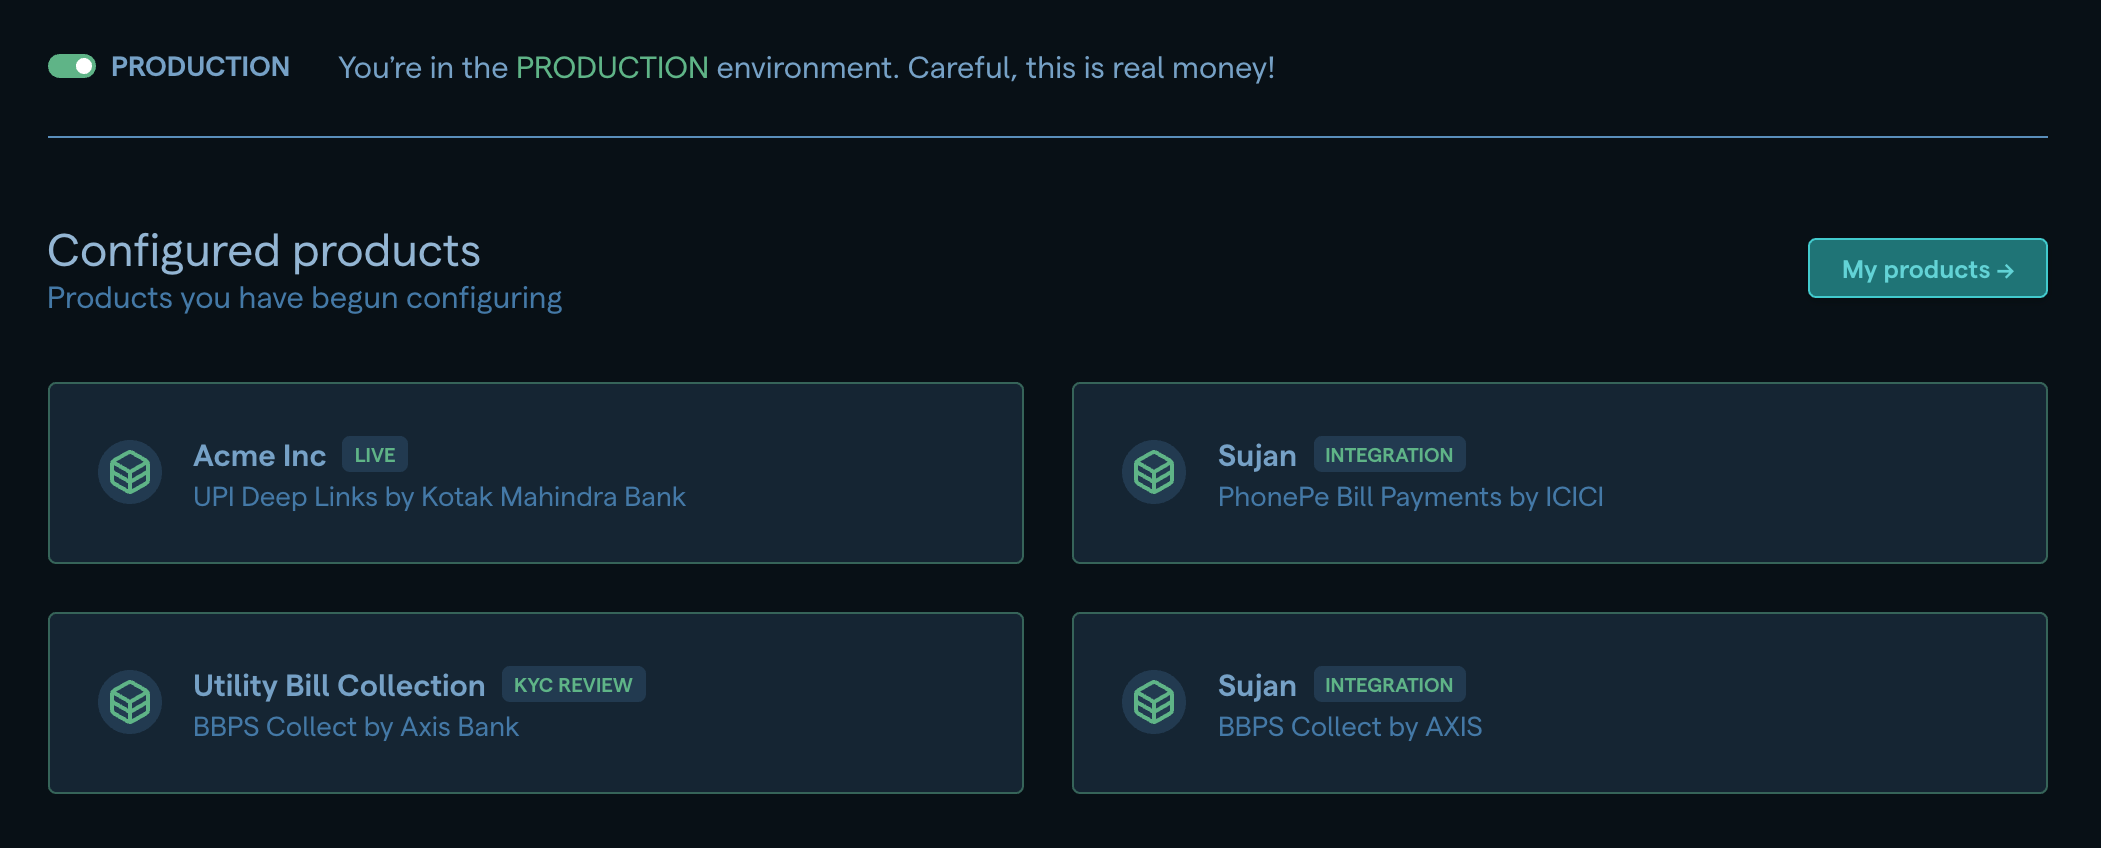 PRODUCTION You’re in the PRODUCTION environment. Careful, this is real money!
Configured products
Products you have begun configuring
My products →
Acme Inc LIVE
UPI Deep Links by Kotak Mahindra Bank
Sujan INTEGRATION
PhonePe Bill Payments by ICICI
Utility Bill Collection KYC REVIEW
BBPS Collect by Axis Bank
Sujan INTEGRATION
BBPS Collect by AXIS